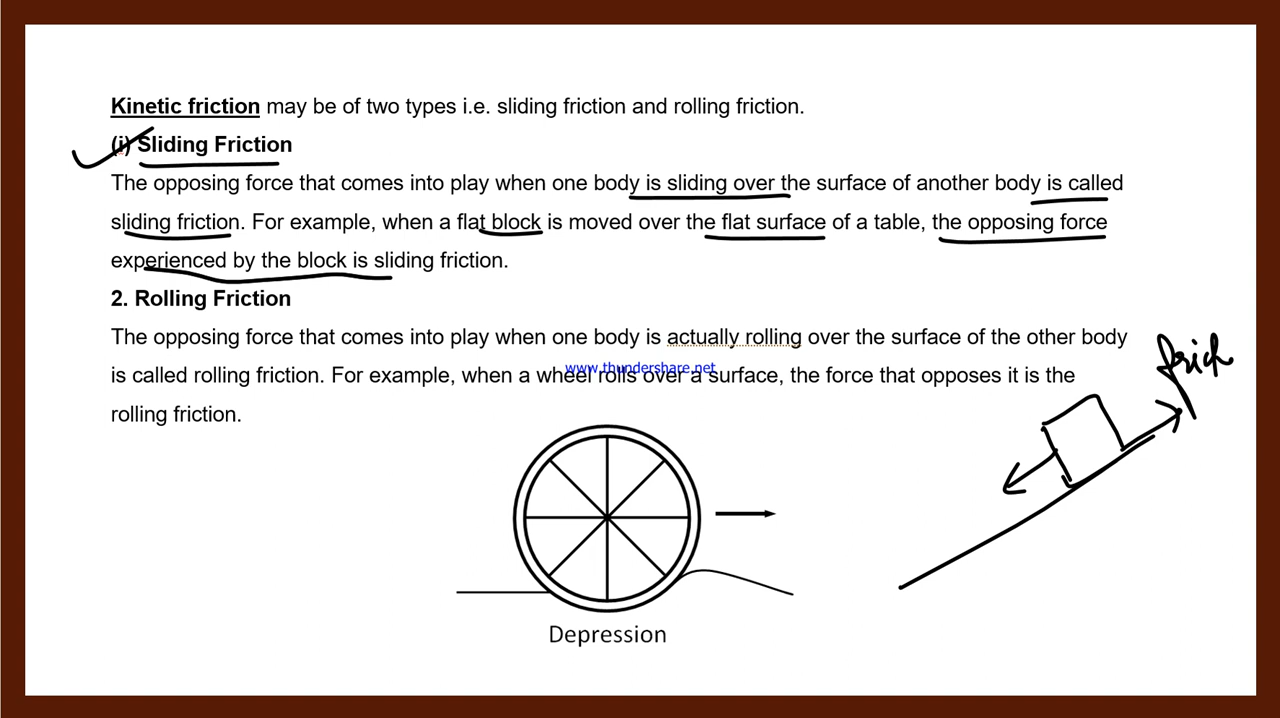 Kinetic friction may be of two types i.e. sliding friction and rolling friction.
(i) Sliding Friction
The opposing force that comes into play when one body is sliding over the surface of another body is called
sliding friction. For example, when a flat block is moved over the flat surface of a table, the opposing force
experienced by the block is sliding friction.
2. Rolling Friction
The opposing force that comes into play when one body is actually rolling over the surface of the other body
www.thundershare.net
is called rolling friction. For example, when a wheel rolls over a surface, the force that opposes it is the
rolling friction.
frich
Depression